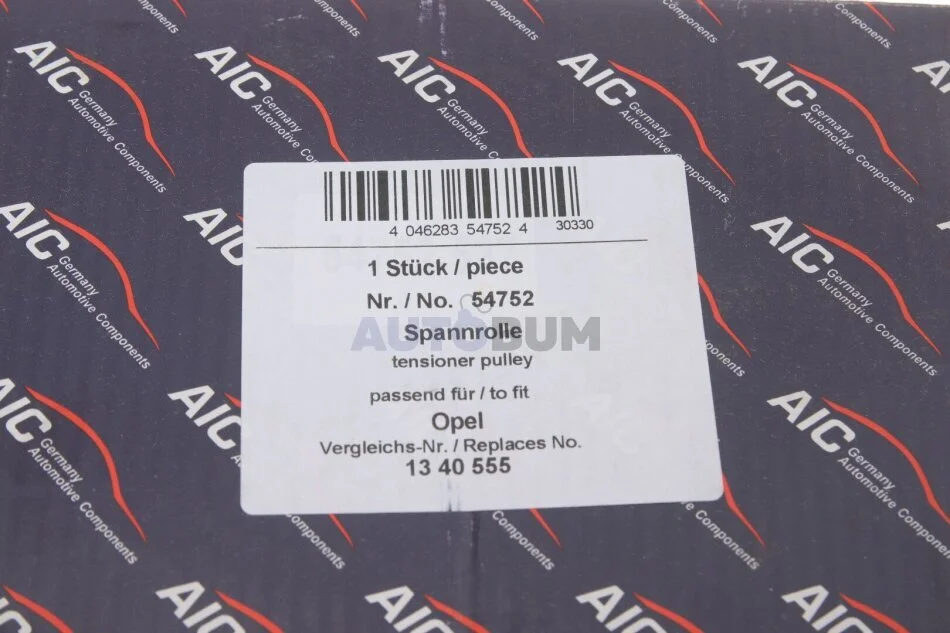 AIC
Germany
Automotive Components
4 046283 54752 4 30330
1 Stück / piece
Nr. / No. 54752
Spannrolle
AUTOBUM
tensioner pulley
passend für / to fit
Opel
Vergleichs-Nr. / Replaces No.
13 40 555